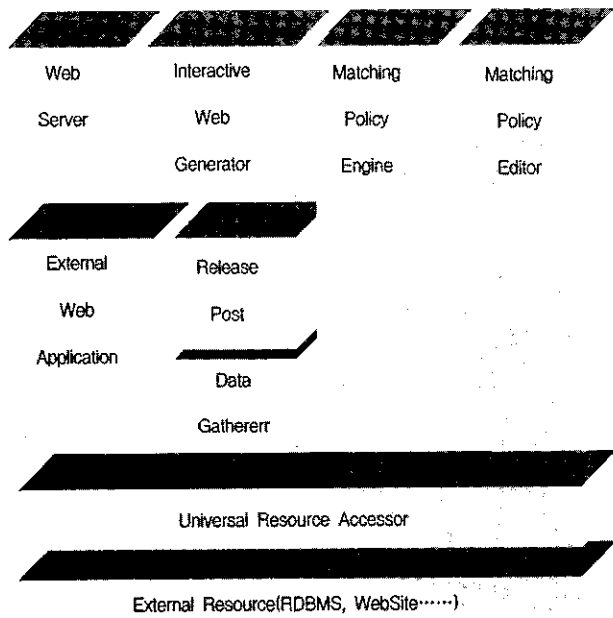 Web Interactive Matching Matching
Server Web Policy Policy
Generator Engine Editor
External Release
Web Post
Application
Data
Gathererr
Universal Resource Accessor
External Resource(RDBMS, WebSite⋯⋯)